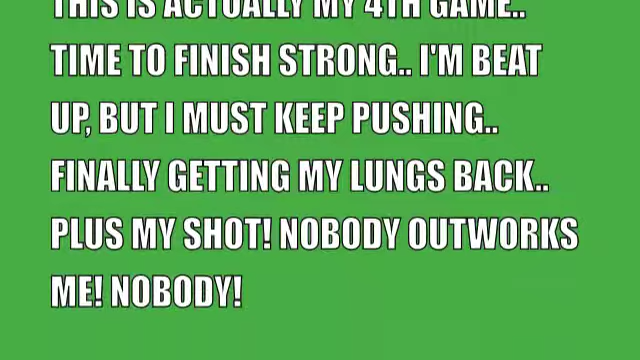 THIS IS ACTUALLY MY 4TH GAME..
TIME TO FINISH STRONG.. I'M BEAT
UP, BUT I MUST KEEP PUSHING..
FINALLY GETTING MY LUNGS BACK..
PLUS MY SHOT! NOBODY OUTWORKS
ME! NOBODY!